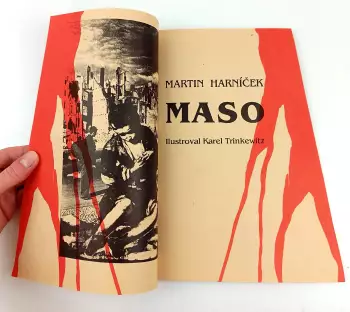 MARTIN HARNÍČEK
MASO
Ilustroval Karel Trinkewitz